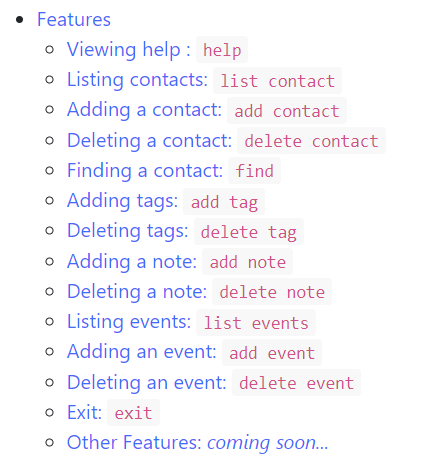 Features
Viewing help : help
Listing contacts: list contact
Adding a contact: add contact
Deleting a contact: delete contact
Finding a contact: find
Adding tags: add tag
Deleting tags: delete tag
Adding a note: add note
Deleting a note: delete note
Listing events: list events
Adding an event: add event
Deleting an event: delete event
Exit: exit
Other Features: coming soon...